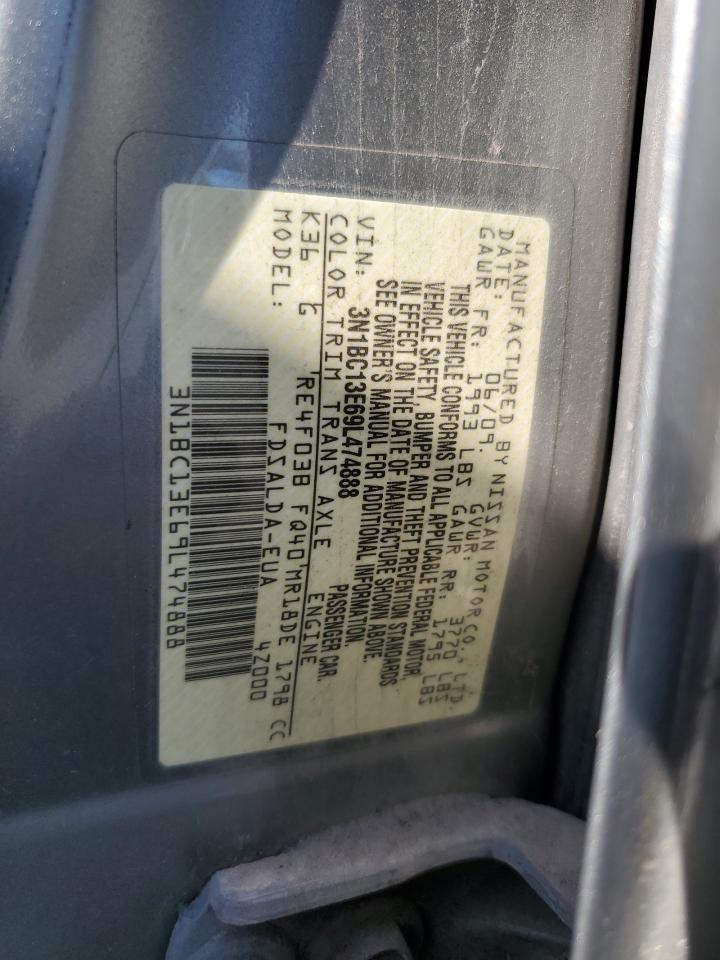 MANUFACTURED BY NISSAN MOTOR CO., LTD.
DATE: 06/09. GVWR: 3770 LBS
GAWR FR: 1993 LBS GAWR RR: 1795 LBS
THIS VEHICLE CONFORMS TO ALL APPLICABLE FEDERAL MOTOR
VEHICLE SAFETY, BUMPER AND THEFT PREVENTION STANDARDS
IN EFFECT ON THE DATE OF MANUFACTURE SHOWN ABOVE.
SEE OWNER'S MANUAL FOR ADDITIONAL INFORMATION.
VIN: 3N1BC13E69L474888 PASSENGER CAR.
COLOR TRIM TRANS AXLE ENGINE
K36 G RE4F03B FQ40 MR18DE 1798 CC
MODEL: FDSALDA-EUA 4Z000
3N1BC13E69L474888